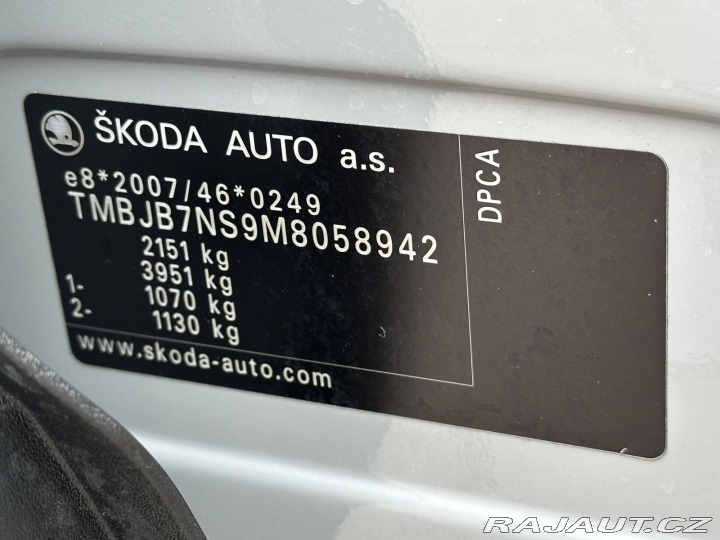 ŠKODA AUTO a.s.
e8*2007/46*0249
TMBJB7NS9M8058942
2151 kg
3951 kg
1- 1070 kg
2- 1130 kg
www.skoda-auto.com
DPCA
RAJAUT.CZ